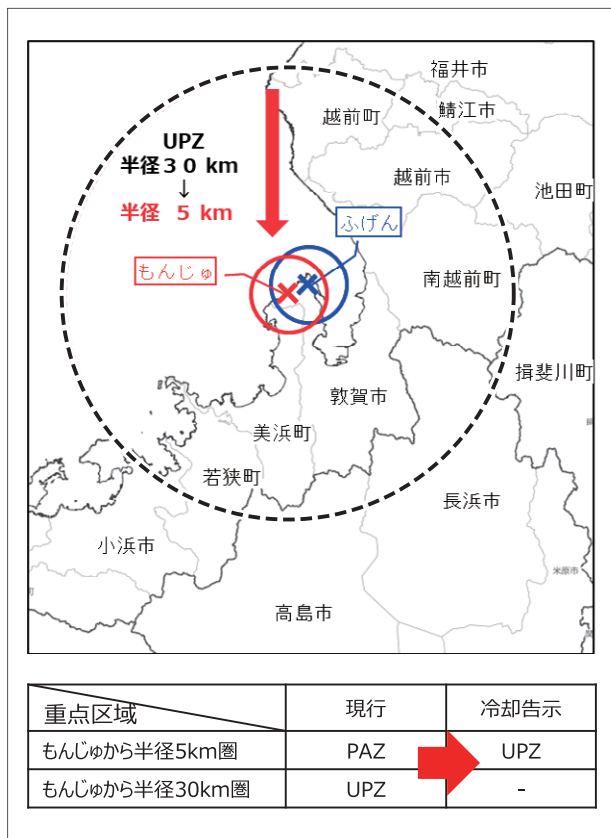 福井市
越前町
鯖江市
UPZ
半径３０ km
↓
半径 5 km
越前市
池田町
ふげん
もんじゅ
南越前町
揖斐川町
敦賀市
美浜町
若狭町
長浜市
小浜市
米原市
高島市
重点区域 現行 冷却告示
もんじゅから半径5km圏 PAZ UPZ
もんじゅから半径30km圏 UPZ -